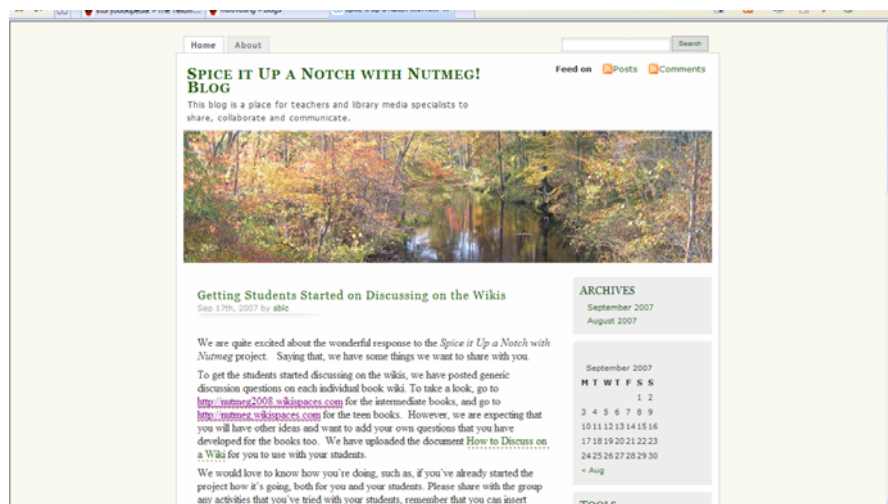 Home About
Search
SPICE IT UP A NOTCH WITH NUTMEG!
BLOG
Feed on Posts Comments
This blog is a place for teachers and library media specialists to
share, collaborate and communicate.
Getting Students Started on Discussing on the Wikis
Sep 17th, 2007 by sblc
We are quite excited about the wonderful response to the Spice it Up a Notch with
Nutmeg project. Saying that, we have some things we want to share with you.
To get the students started discussing on the wikis, we have posted generic
discussion questions on each individual book wiki. To take a look, go to
http://nutmeg2008.wikispaces.com for the intermediate books, and go to
http://nutmeg.wikispaces.com for the teen books. However, we are expecting that
you will have other ideas and want to add your own questions that you have
developed for the books too. We have uploaded the document How to Discuss on
a Wiki for you to use with your students.
We would love to know how you're doing, such as, if you've already started the
project how it's going, both for you and your students. Please share with the group
any activities that you've tried with your students, remember that you can insert
ARCHIVES
September 2007
August 2007
September 2007
M T W T F S S
1 2
3 4 5 6 7 8 9
10 11 12 13 14 15 16
17 18 19 20 21 22 23
24 25 26 27 28 29 30
« Aug
TOOLS